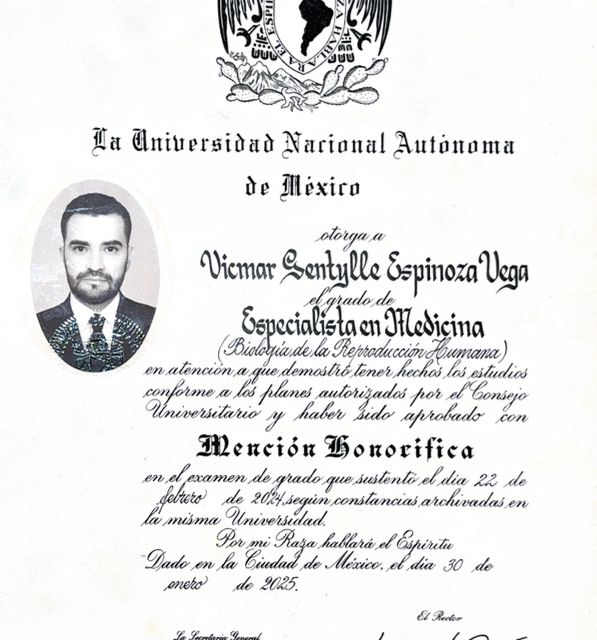 La Universidad Nacional Autónoma
de México
otorga a
Vicmar Sentylle Espinoza Vega
el grado de
Especialista en Medicina
(Biología de la Reproducción Humana)
en atención a que demostró tener hechos los estudios
conforme a los planes autorizados por el Consejo
Universitario y haber sido aprobado con
Mención Honorífica
en el examen de grado que sustentó el día 22 de
febrero de 2024, según constancias archivadas en
la misma Universidad.
Por mi Raza hablará el Espíritu
Dado en la Ciudad de México, el día 30 de
enero de 2025.
El Rector
La Secretaria General